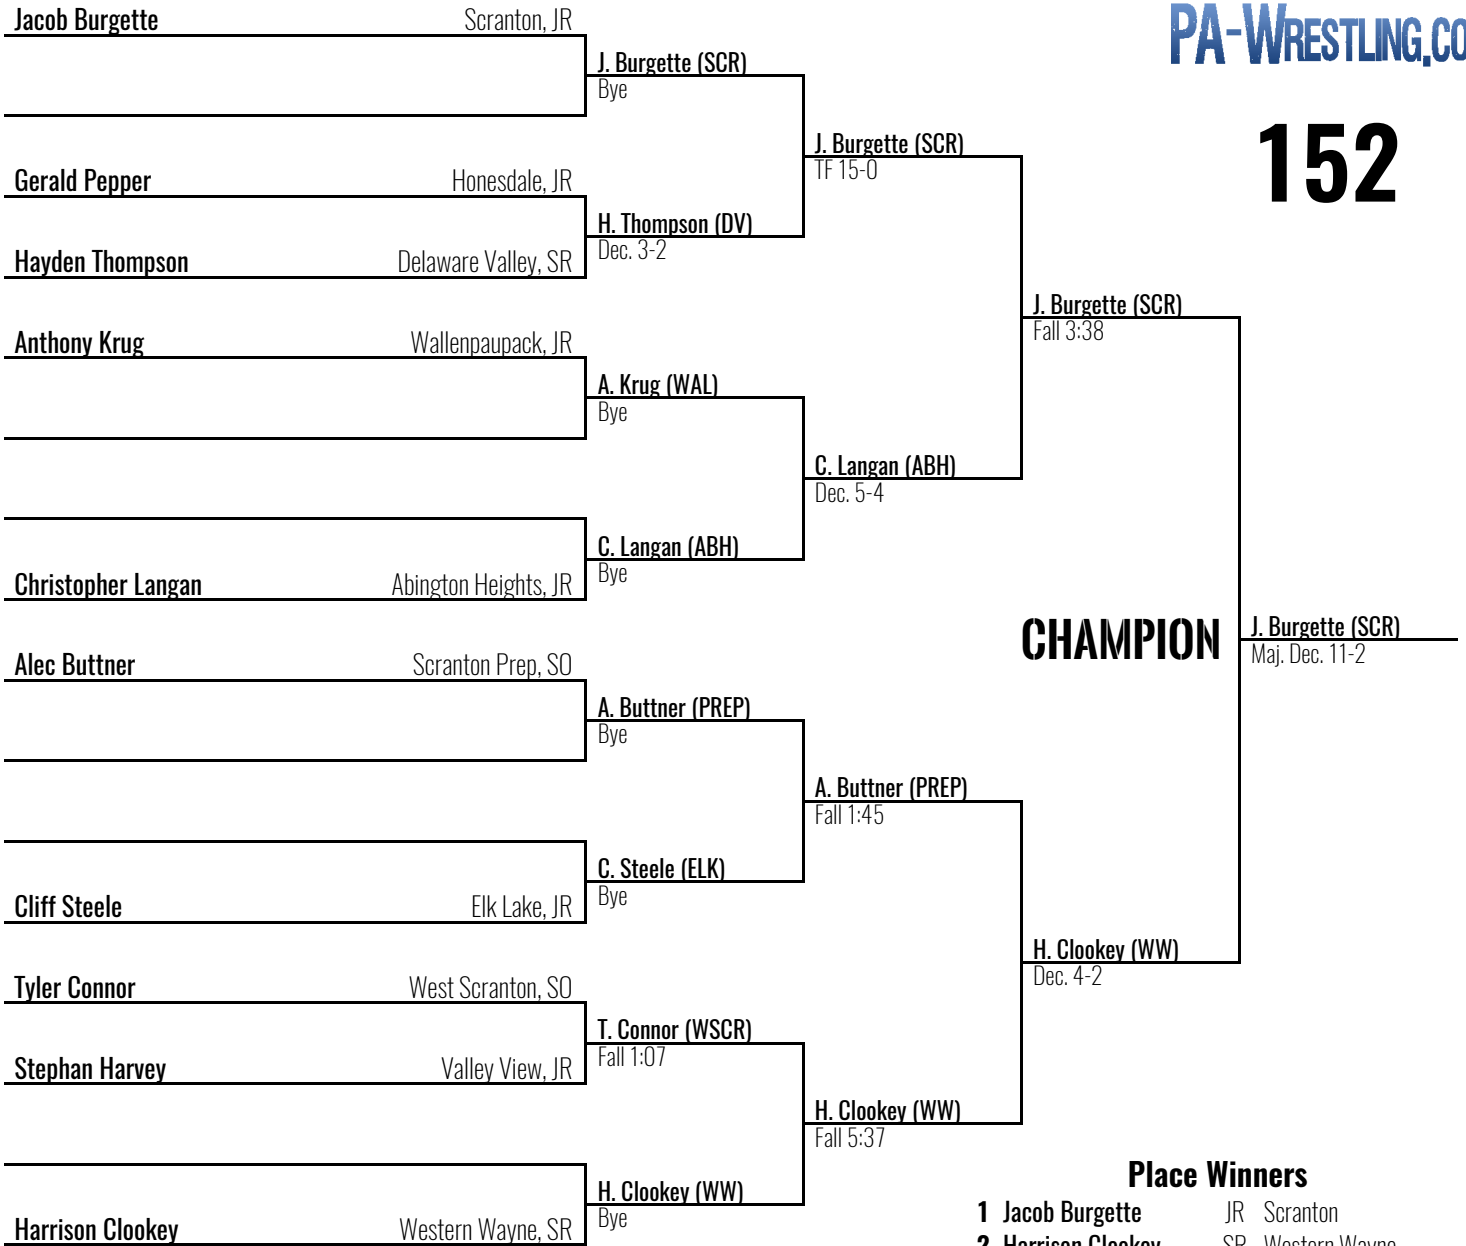 Jacob Burgette Scranton, JR
PA-WRESTLING.CO
J. Burgette (SCR)
Bye
152
J. Burgette (SCR)
TF 15-0
Gerald Pepper Honesdale, JR
H. Thompson (DV)
Dec. 3-2
Hayden Thompson Delaware Valley, SR
J. Burgette (SCR)
Fall 3:38
Anthony Krug Wallenpaupack, JR
A. Krug (WAL)
Bye
C. Langan (ABH)
Dec. 5-4
C. Langan (ABH)
Bye
Christopher Langan Abington Heights, JR
CHAMPION
J. Burgette (SCR)
Maj. Dec. 11-2
Alec Buttner Scranton Prep, SO
A. Buttner (PREP)
Bye
A. Buttner (PREP)
Fall 1:45
C. Steele (ELK)
Bye
Cliff Steele Elk Lake, JR
H. Clookey (WW)
Dec. 4-2
Tyler Connor West Scranton, SO
T. Connor (WSCR)
Fall 1:07
Stephan Harvey Valley View, JR
H. Clookey (WW)
Fall 5:37
H. Clookey (WW)
Bye
Harrison Clookey Western Wayne, SR
Place Winners
1 Jacob Burgette JR Scranton
2 Harrison Clookey SR Western Wayne